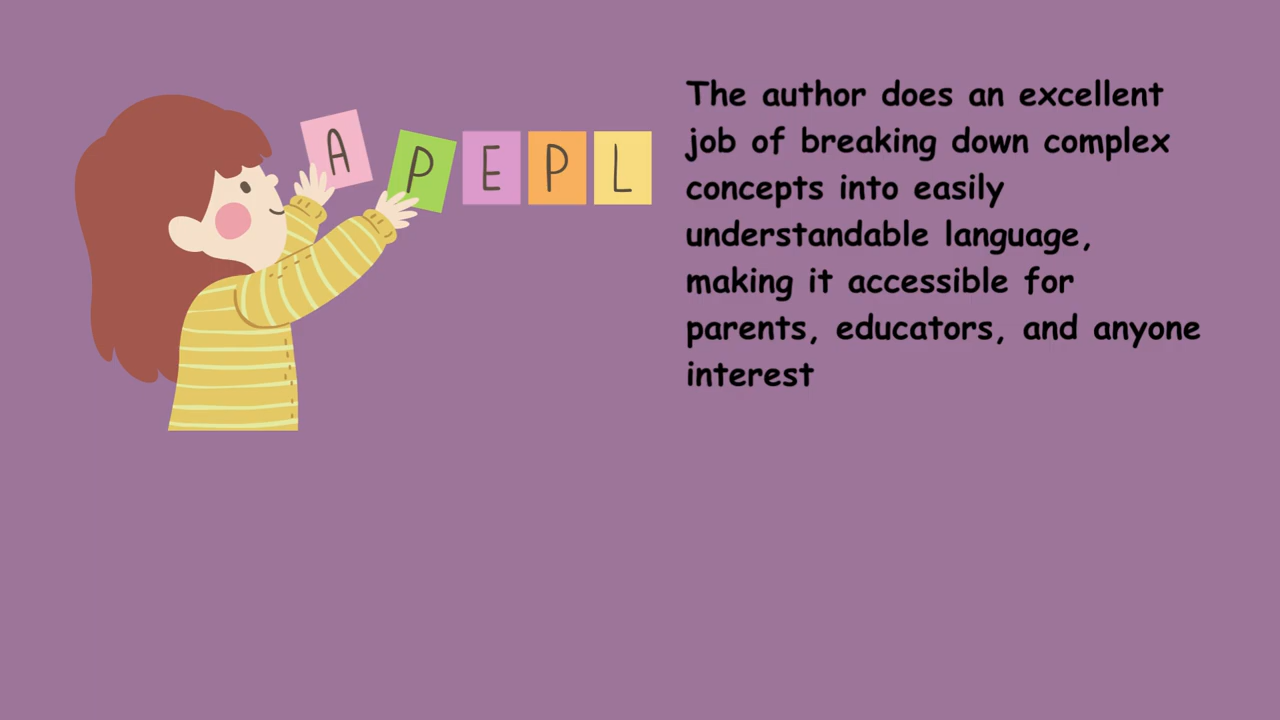 A P E P L
The author does an excellent
job of breaking down complex
concepts into easily
understandable language,
making it accessible for
parents, educators, and anyone
interest